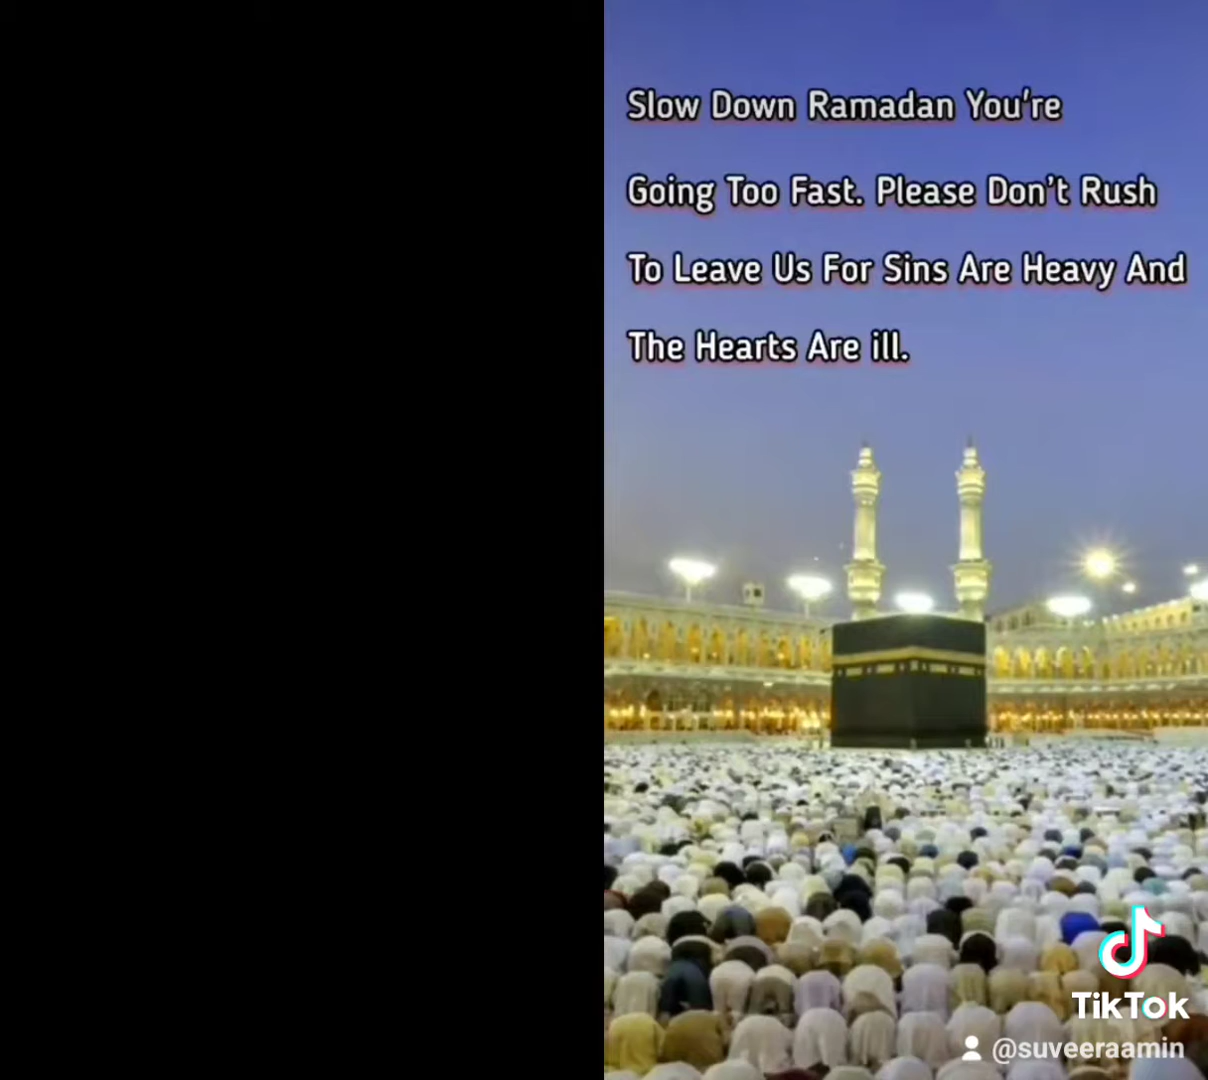 Slow Down Ramadan You're
Going Too Fast. Please Don't Rush
To Leave Us For Sins Are Heavy And
The Hearts Are ill.
TikTok
@suveeraamin